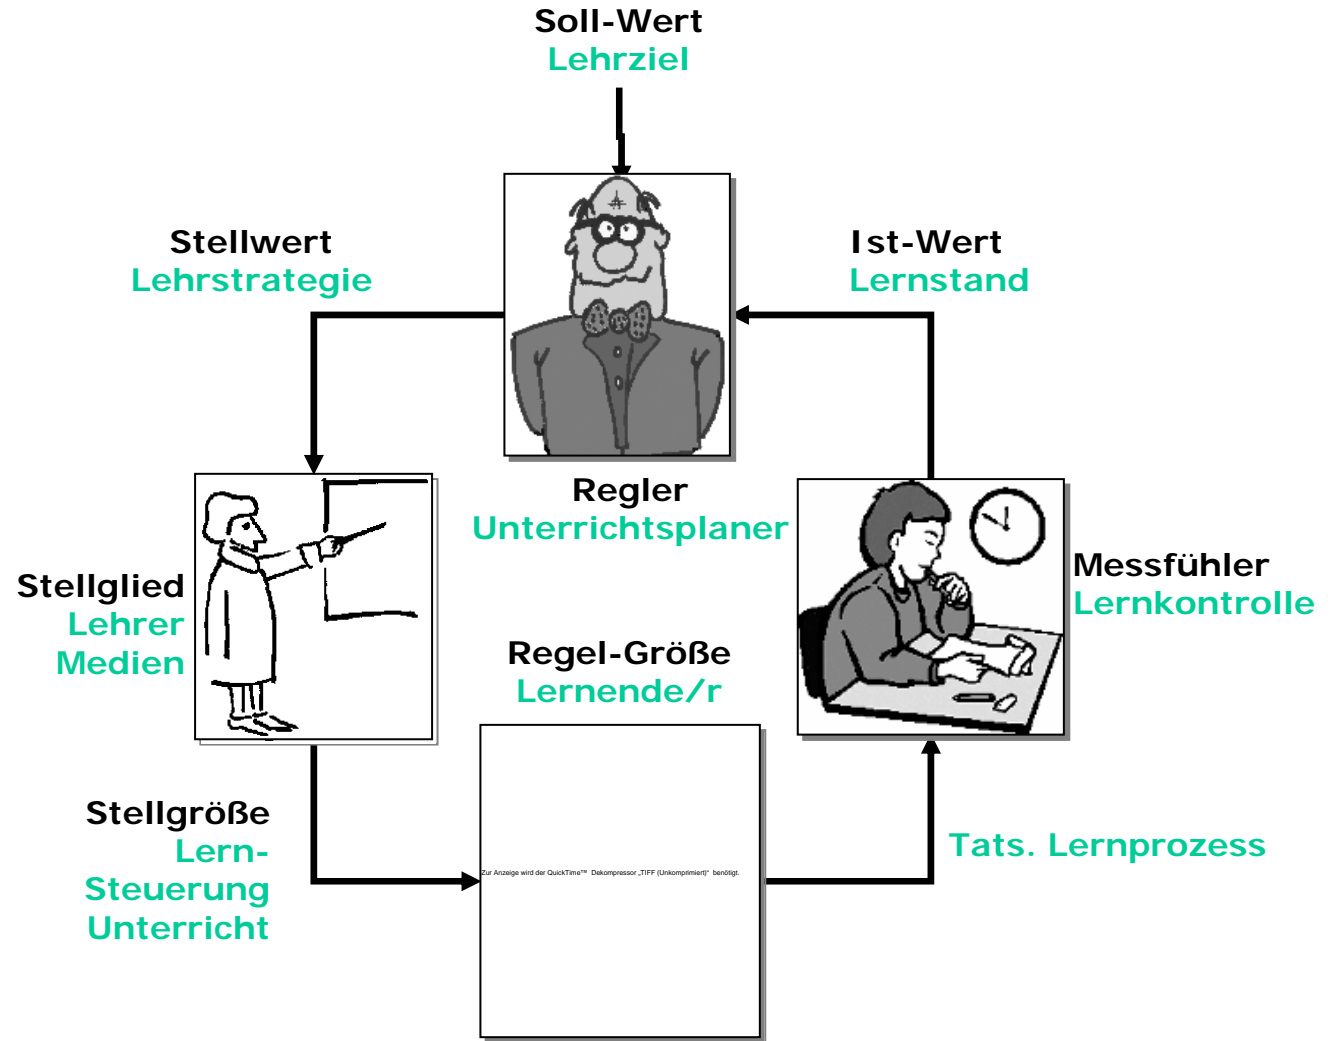 Soll-Wert
Lehrziel
Stellwert
Lehrstrategie
Ist-Wert
Lernstand
Regler
Unterrichtsplaner
Stellglied
Lehrer
Medien
Messfühler
Lernkontrolle
Regel-Größe
Lernende/r
Stellgröße
Lern-
Steuerung
Unterricht
Zur Anzeige wird der QuickTime™ Dekompressor „TIFF (Unkomprimiert)“ benötigt.
Tats. Lernprozess